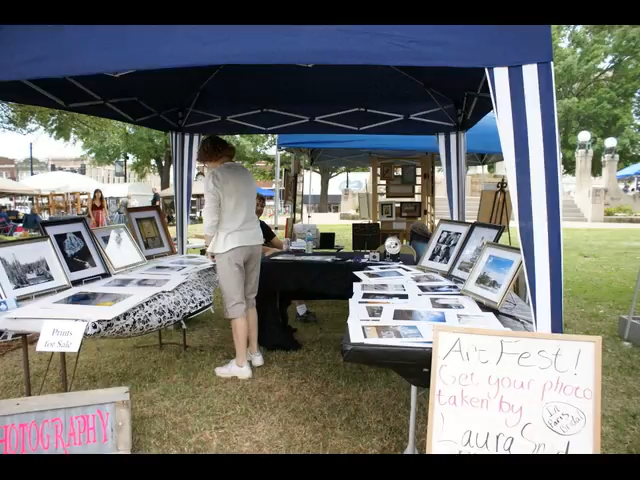 Prints
for Sale
HOTOGRAPHY
Art Fest!
Get your photo
taken by
Laura